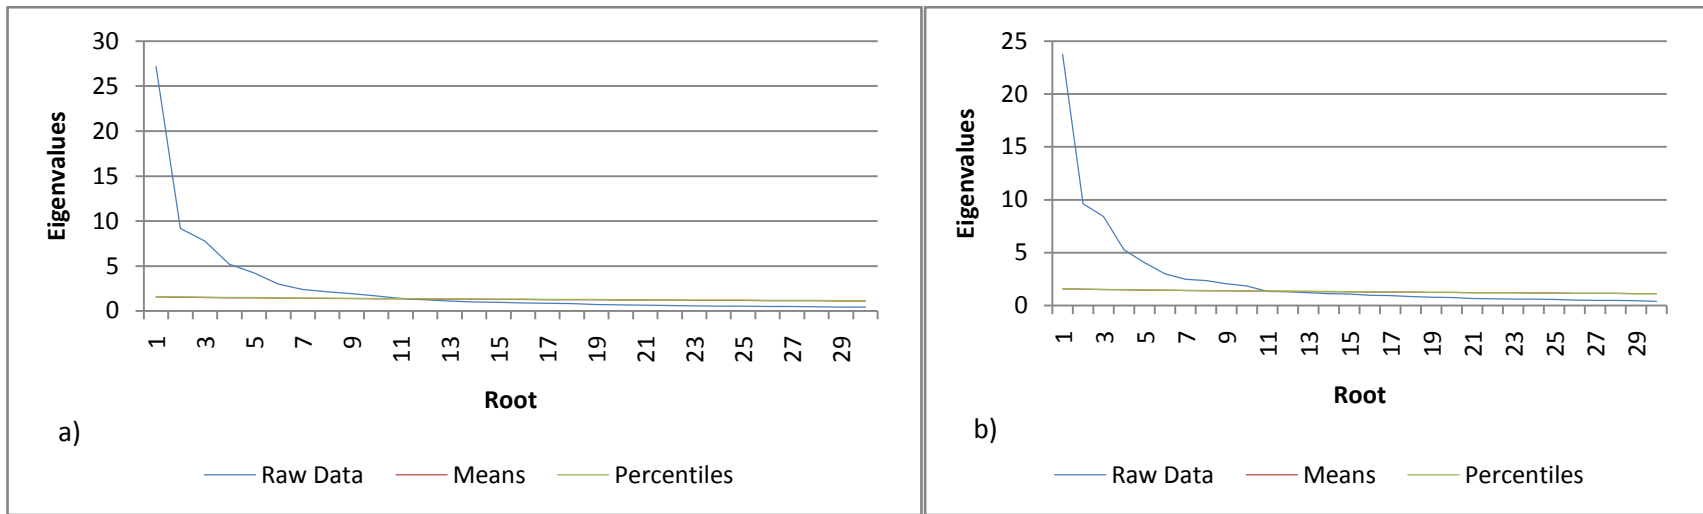 30
25
20
15
10
5
0
Eigenvalues
1 3 5 7 9 11 13 15 17 19 21 23 25 27 29
Root
a)
Raw Data Means Percentiles
25
20
15
10
5
0
Eigenvalues
1 3 5 7 9 11 13 15 17 19 21 23 25 27 29
Root
b)
Raw Data Means Percentiles